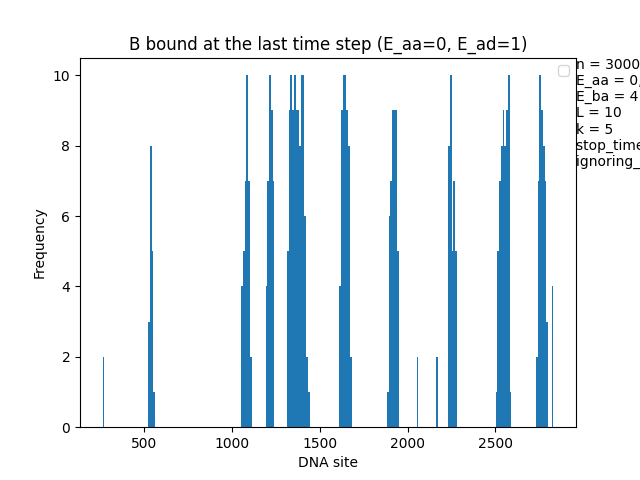 B bound at the last time step (E_aa=0, E_ad=1)
n = 3000
E_aa = 0,
E_ba = 4
L = 10
k = 5
stop_time
ignoring_
10
8
6
4
2
0
Frequency
500
1000
1500
2000
2500
DNA site